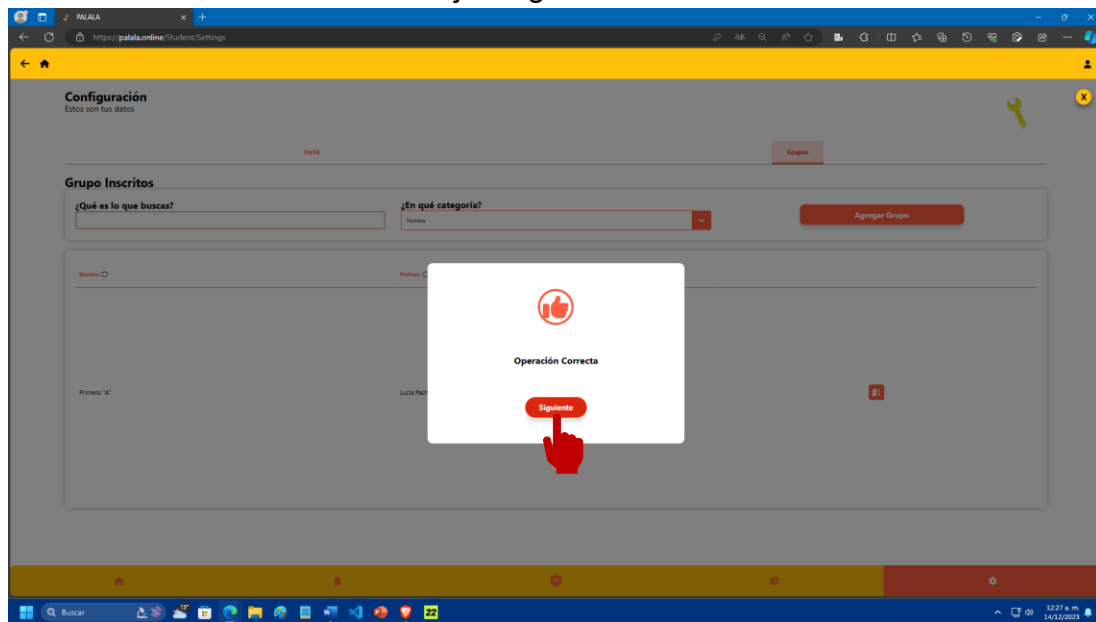 PALALA
https://palala.online/Student/Settings
X
Configuración
Estos son tus datos
Perfil
Grupos
Grupo Inscritos
¿Qué es lo que buscas?
¿En qué categoría?
Nombre
Agregar Grupo
Nombre
Profesor
Operación Correcta
Primero "A"
Siguiente
13°
Buscar
22
12:27 a. m.
14/12/2023